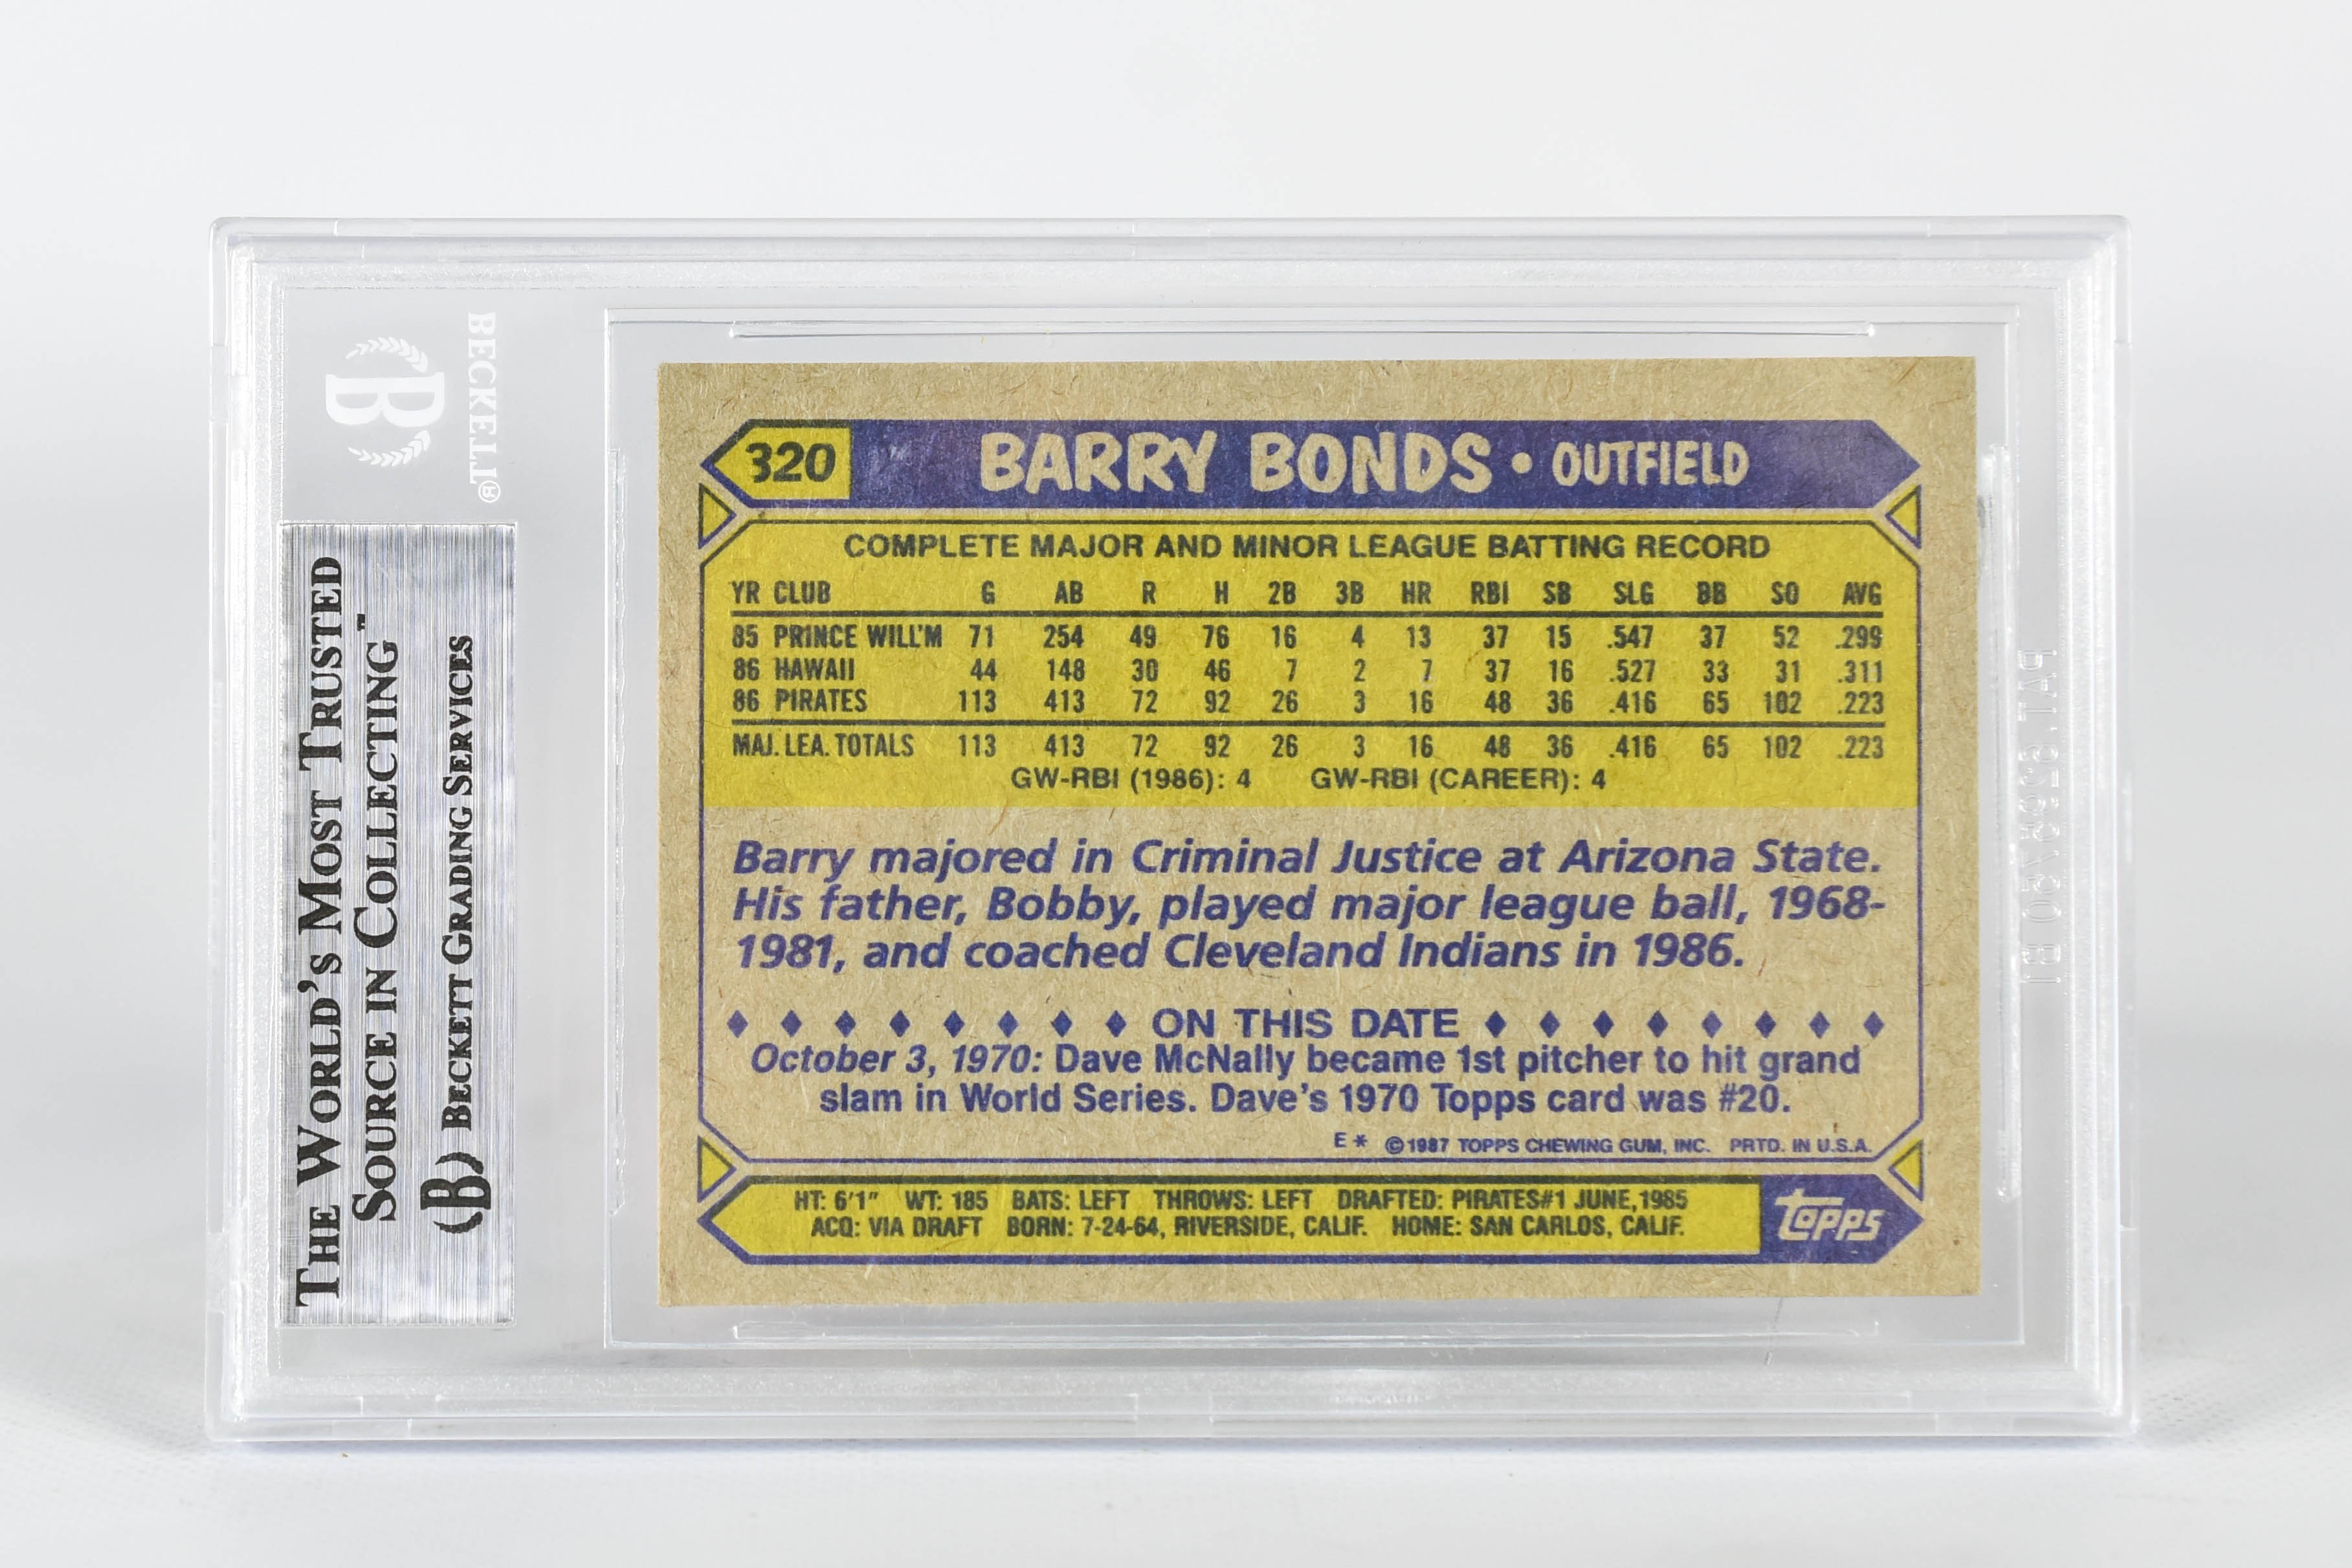 BECKETT®
B
THE WORLD'S MOST TRUSTED
SOURCE IN COLLECTING™
(B) BECKETT GRADING SERVICES
320 BARRY BONDS • OUTFIELD
COMPLETE MAJOR AND MINOR LEAGUE BATTING RECORD
YR CLUB G AB R H 2B 3B HR RBI SB SLG BB SO AVG
85 PRINCE WILL'M 71 254 49 76 16 4 13 37 15 .547 37 52 .299
86 HAWAII 44 148 30 46 7 2 7 37 16 .527 33 31 .311
86 PIRATES 113 413 72 92 26 3 16 48 36 .416 65 102 .223
MAJ. LEA. TOTALS 113 413 72 92 26 3 16 48 36 .416 65 102 .223
GW-RBI (1986): 4 GW-RBI (CAREER): 4
Barry majored in Criminal Justice at Arizona State.
His father, Bobby, played major league ball, 1968-
1981, and coached Cleveland Indians in 1986.
♦ ♦ ♦ ♦ ♦ ♦ ♦ ♦ ON THIS DATE ♦ ♦ ♦ ♦ ♦ ♦ ♦ ♦
October 3, 1970: Dave McNally became 1st pitcher to hit grand
slam in World Series. Dave's 1970 Topps card was #20.
E* ©1987 TOPPS CHEWING GUM, INC. PRTD. IN U.S.A.
HT: 6'1" WT: 185 BATS: LEFT THROWS: LEFT DRAFTED: PIRATES#1 JUNE,1985
ACQ: VIA DRAFT BORN: 7-24-64, RIVERSIDE, CALIF. HOME: SAN CARLOS, CALIF.
topps